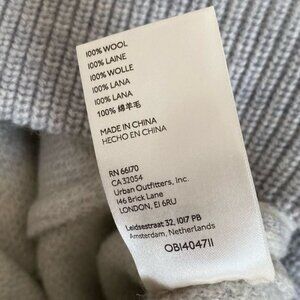 100% WOOL
100% LAINE
100% WOLLE
100% LANA
100% LANA
100% 绵羊毛
MADE IN CHINA
HECHO EN CHINA
RN 66170
CA 32054
Urban Outfitters, Inc.
146 Brick Lane
LONDON, E1 6RU
Leidsestraat 32, 1017 PB
Amsterdam, Netherlands
OB1404711